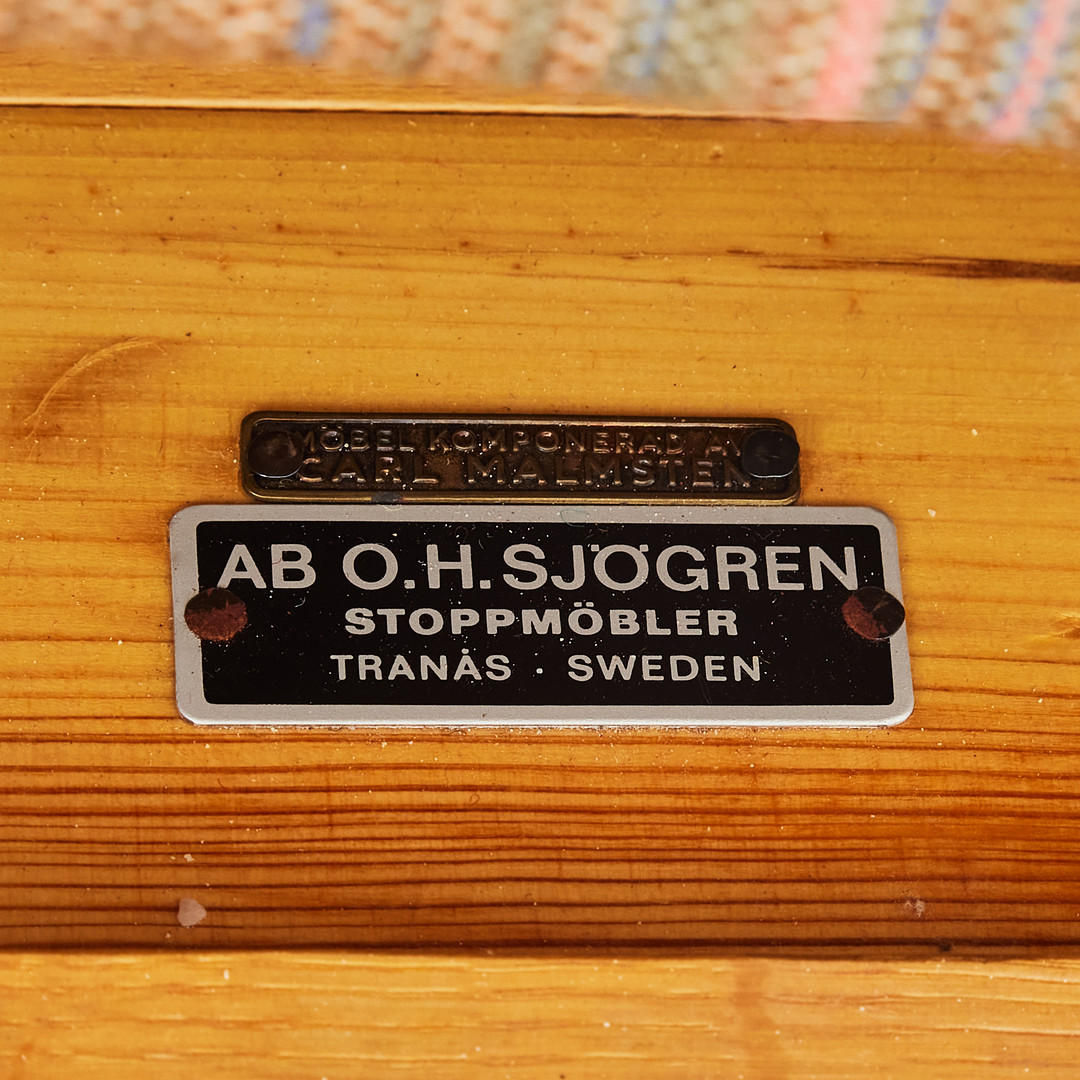 MÖBEL KOMPONERAD AV
CARL MALMSTEN
AB O.H. SJÖGREN
STOPPMÖBLER
TRANÅS · SWEDEN